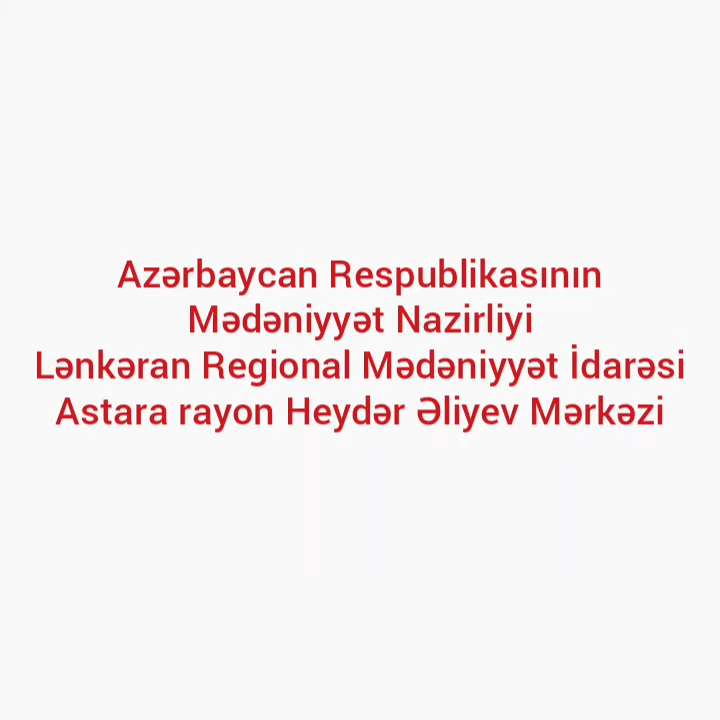 Azərbaycan Respublikasının
Mədəniyyət Nazirliyi
Lənkəran Regional Mədəniyyət İdarəsi
Astara rayon Heydər Əliyev Mərkəzi